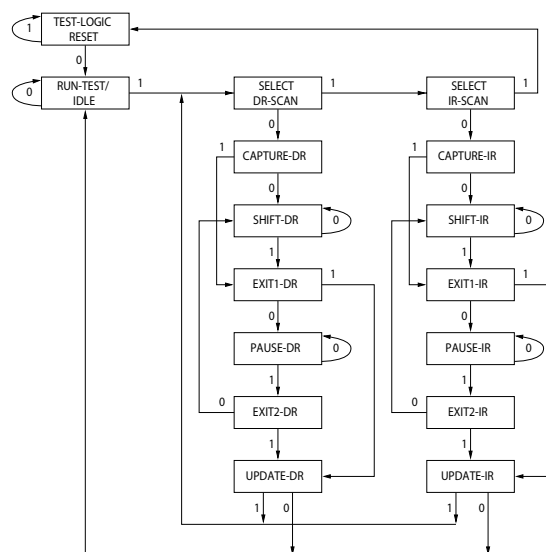 TEST-LOGIC
RESET
1
0
RUN-TEST/
IDLE
0
1
SELECT
DR-SCAN
1
SELECT
IR-SCAN
1
0
0
1
CAPTURE-DR
1
CAPTURE-IR
0
0
SHIFT-DR
0
SHIFT-IR
0
1
1
EXIT1-DR
1
EXIT1-IR
1
0
0
PAUSE-DR
0
PAUSE-IR
0
1
1
0
EXIT2-DR
0
EXIT2-IR
1
1
UPDATE-DR
UPDATE-IR
1
0
1
0